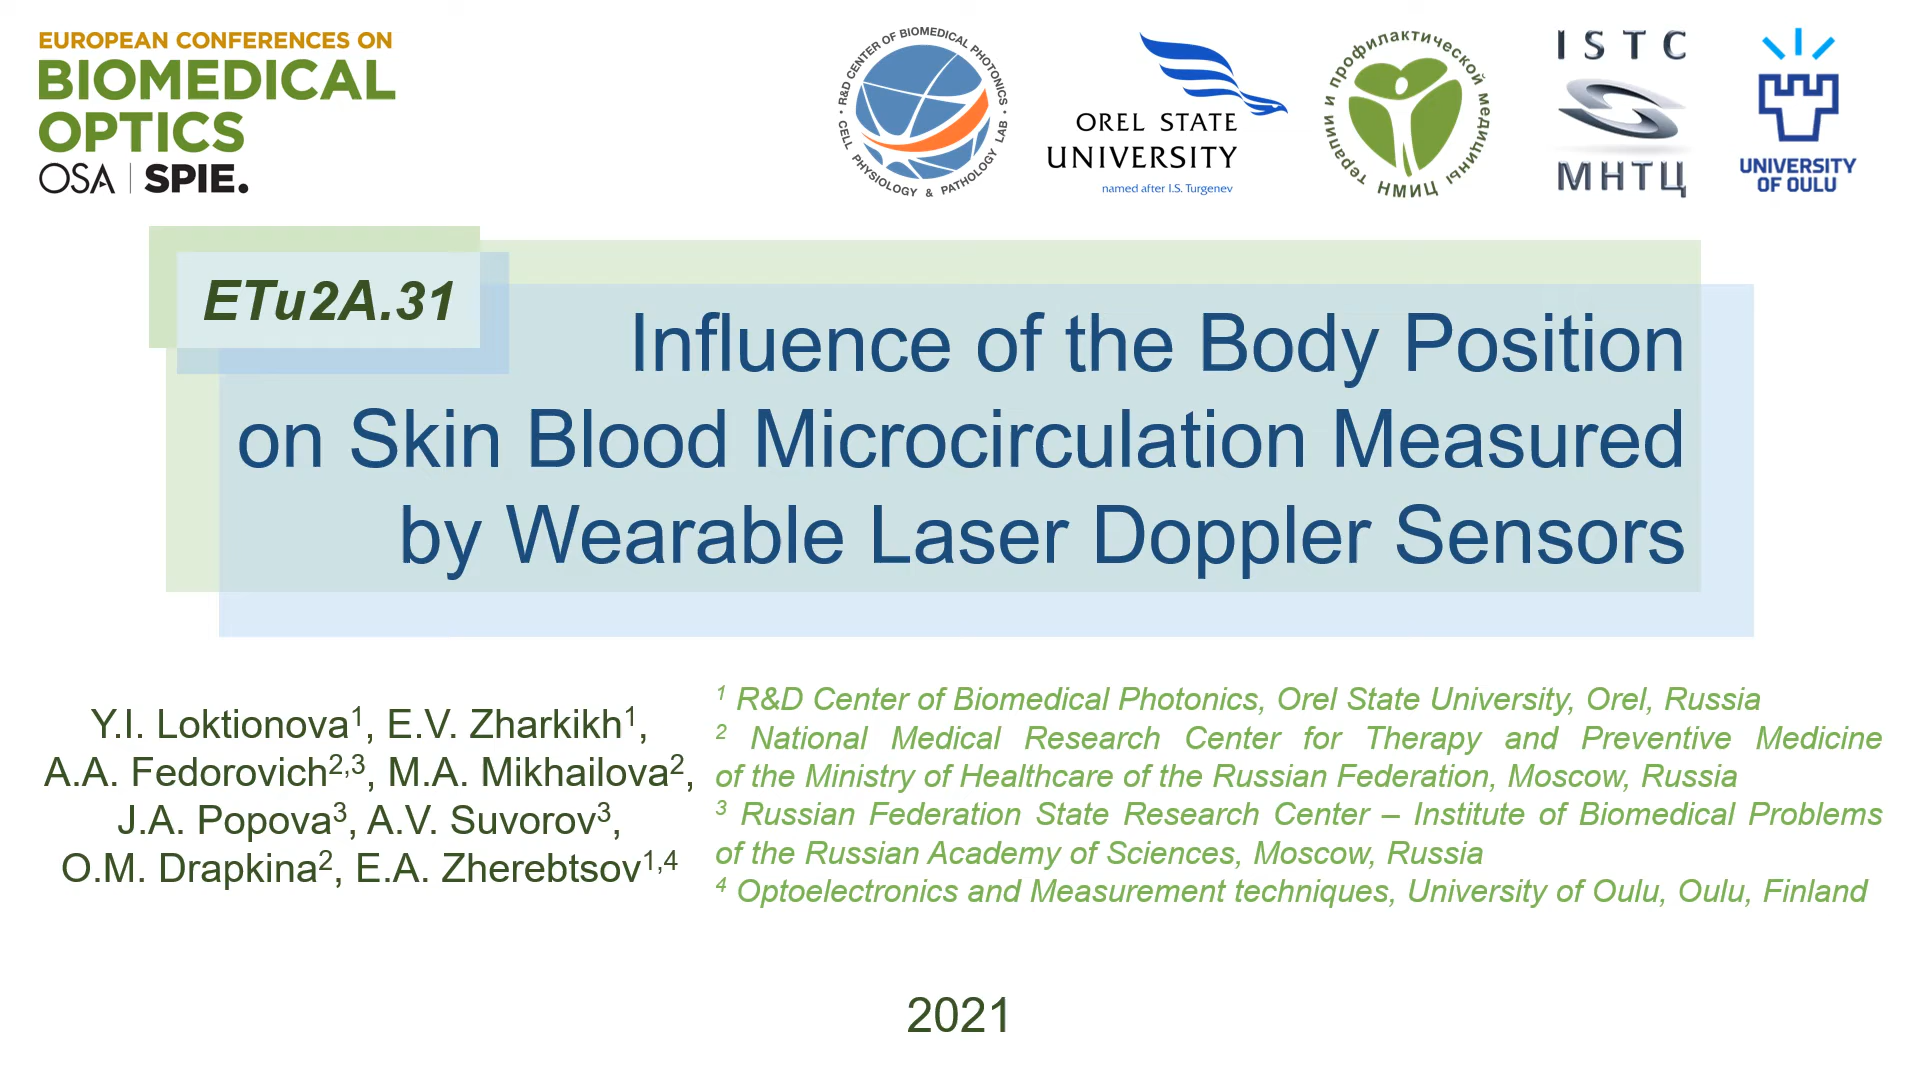 EUROPEAN CONFERENCES ON
BIOMEDICAL
OPTICS
OSA | SPIE.
R&D CENTER OF BIOMEDICAL PHOTONICS
CELL PHYSIOLOGY & PATHOLOGY LAB
OREL STATE
UNIVERSITY
named after I.S. Turgenev
НМИЦ терапии и профилактической медицины
ISTC
МНТЦ
UNIVERSITY
OF OULU
ETu2A.31
Influence of the Body Position
on Skin Blood Microcirculation Measured
by Wearable Laser Doppler Sensors
Y.I. Loktionova¹, E.V. Zharkikh¹,
A.A. Fedorovich²,³, M.A. Mikhailova²,
J.A. Popova³, A.V. Suvorov³,
O.M. Drapkina², E.A. Zherebtsov¹,⁴
¹ R&D Center of Biomedical Photonics, Orel State University, Orel, Russia
² National Medical Research Center for Therapy and Preventive Medicine
of the Ministry of Healthcare of the Russian Federation, Moscow, Russia
³ Russian Federation State Research Center – Institute of Biomedical Problems
of the Russian Academy of Sciences, Moscow, Russia
⁴ Optoelectronics and Measurement techniques, University of Oulu, Oulu, Finland
2021